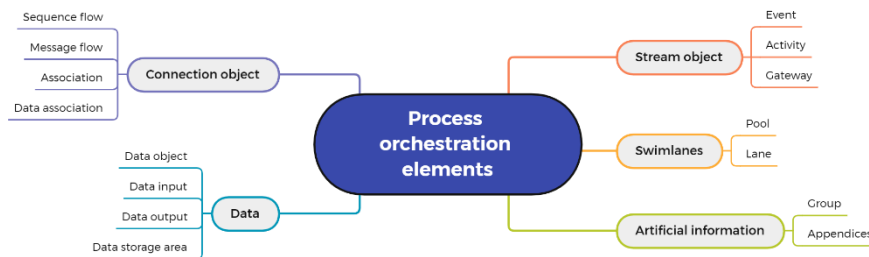 Sequence flow
Message flow
Association
Data association
Connection object
Data object
Data input
Data output
Data storage area
Data
Process
orchestration
elements
Event
Activity
Gateway
Stream object
Pool
Lane
Swimlanes
Group
Appendices
Artificial information